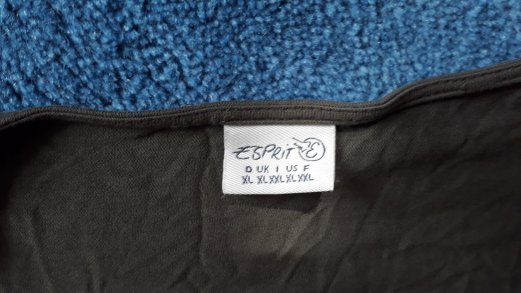 ESPRIT E
D UK I US F
XL XL XXL XL XXL